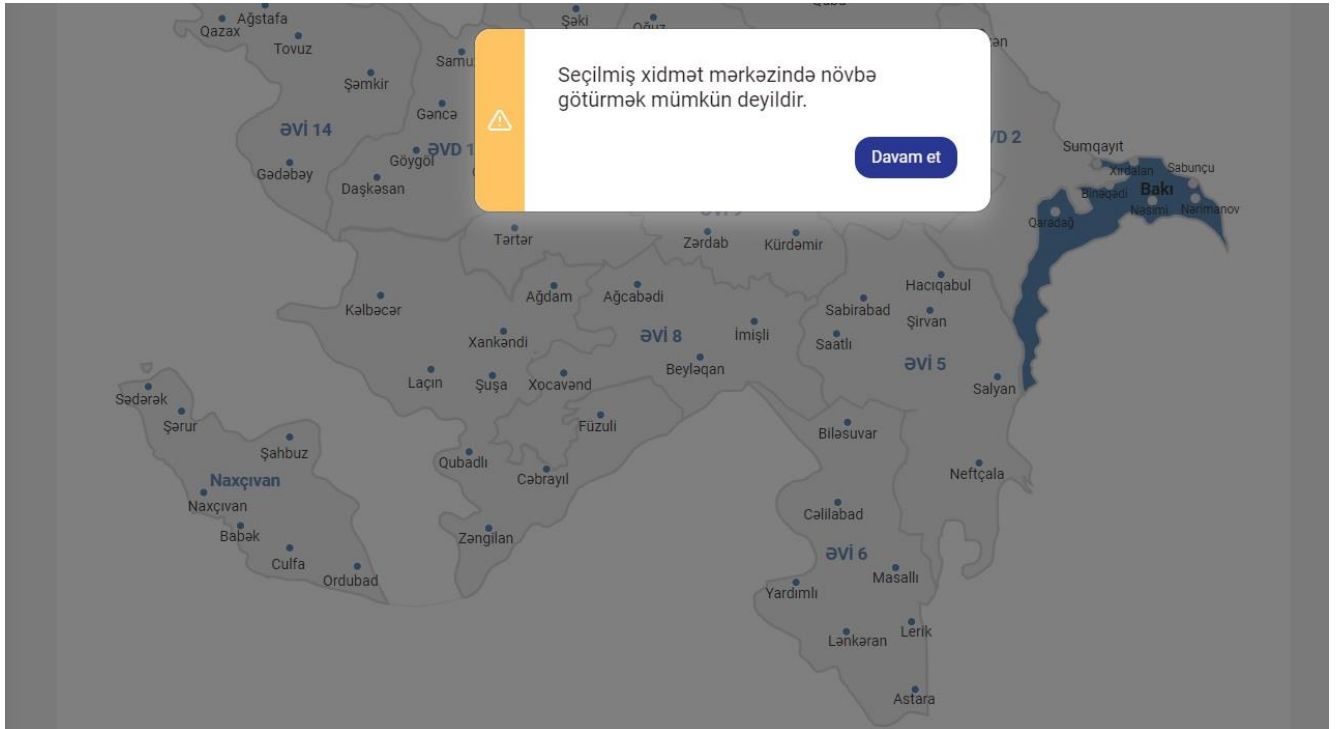 Ağstafa
Şəki
Qazax
Tovuz
Seçilmiş xidmət mərkəzində növbə
götürmək mümkün deyildir.
Şəmkir
Gəncə
ƏVİ 14
ƏVD 1
Göygöl
Gədəbəy
Daşkəsan
Davam et
Sumqayıt
Xırdalan
Sabunçu
Binəqədi
Bakı
Qaradağ
Nəsimi
Nərimanov
Tərtər
Zərdab
Kürdəmir
Kəlbəcər
Ağdam
Ağcabədi
Hacıqabul
Sabirabad
Şirvan
Xankəndi
ƏVİ 8
İmişli
Saatlı
Laçın
Şuşa
Xocavənd
Beyləqan
ƏVİ 5
Salyan
Sədərək
Şərur
Füzuli
Biləsuvar
Şahbuz
Qubadlı
Cəbrayıl
Neftçala
Naxçıvan
Naxçıvan
Cəlilabad
Babək
Zəngilan
Culfa
Ordubad
ƏVİ 6
Masallı
Yardımlı
Lənkəran
Lerik
Astara